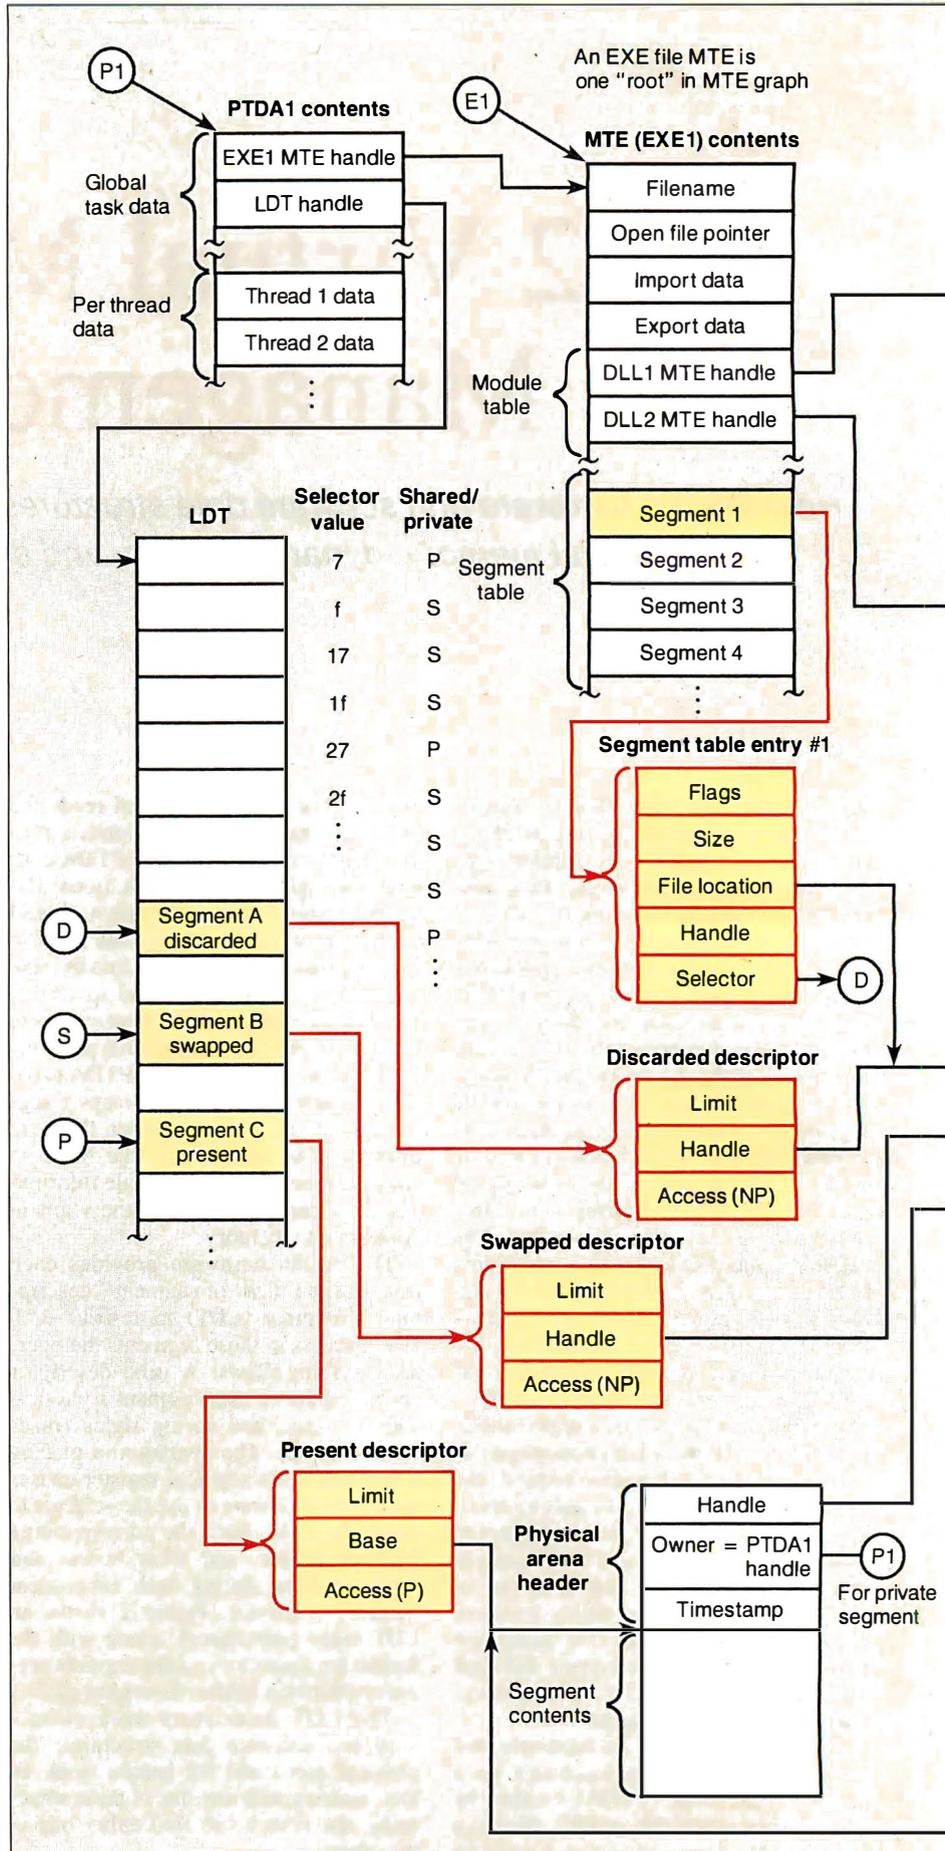 An EXE file MTE is
one “root” in MTE graph
P1
E1
PTDA1 contents
MTE (EXE1) contents
Global
task data
EXE1 MTE handle
LDT handle
Per thread
data
Thread 1 data
Thread 2 data
Filename
Open file pointer
Import data
Export data
Module
table
DLL1 MTE handle
DLL2 MTE handle
Segment
table
Segment 1
Segment 2
Segment 3
Segment 4
LDT
Selector
value
Shared/
private
7 P
f S
17 S
1f S
27 P
2f S
S
S
P
D
Segment A
discarded
S
Segment B
swapped
P
Segment C
present
Segment table entry #1
Flags
Size
File location
Handle
Selector
D
Discarded descriptor
Limit
Handle
Access (NP)
Swapped descriptor
Limit
Handle
Access (NP)
Present descriptor
Limit
Base
Access (P)
Physical
arena
header
Handle
Owner = PTDA1
handle
Timestamp
P1
For private
segment
Segment
contents